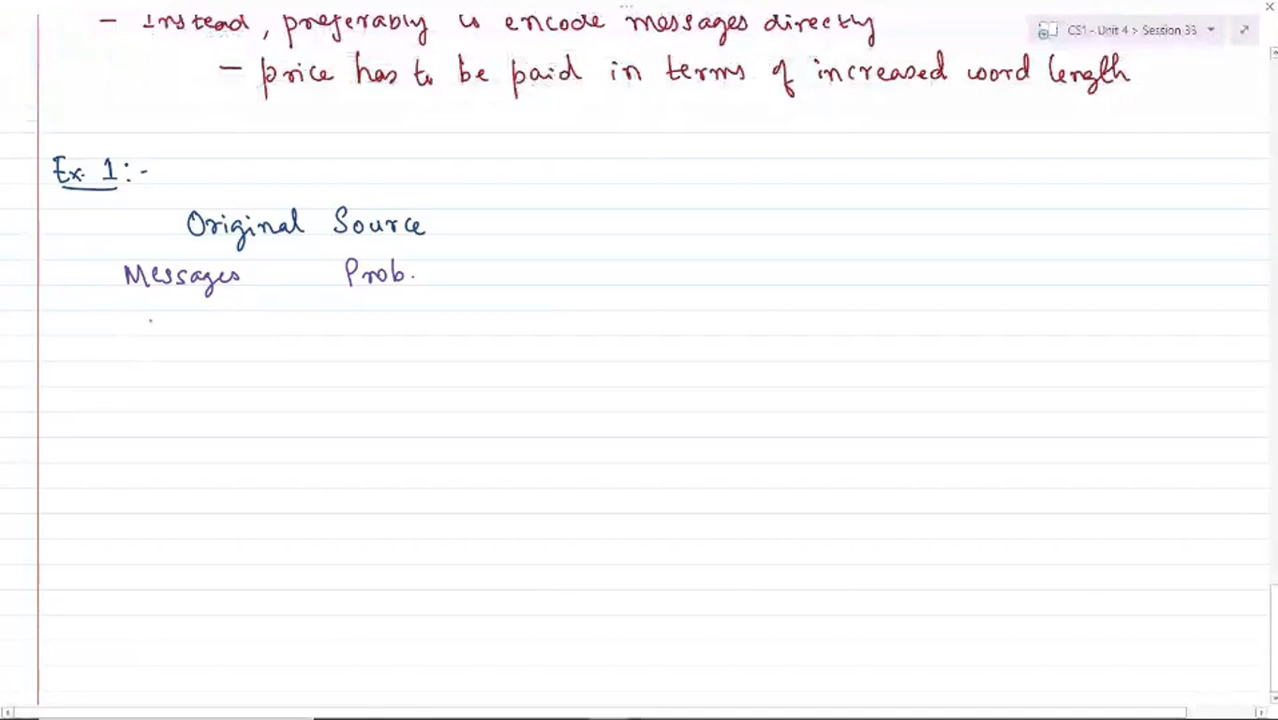 - Instead, preferably is encode messages directly
CS1 - Unit 4 > Session 33
- price has to be paid in terms of increased word length
Ex. 1:-
Original Source
Messages Prob.